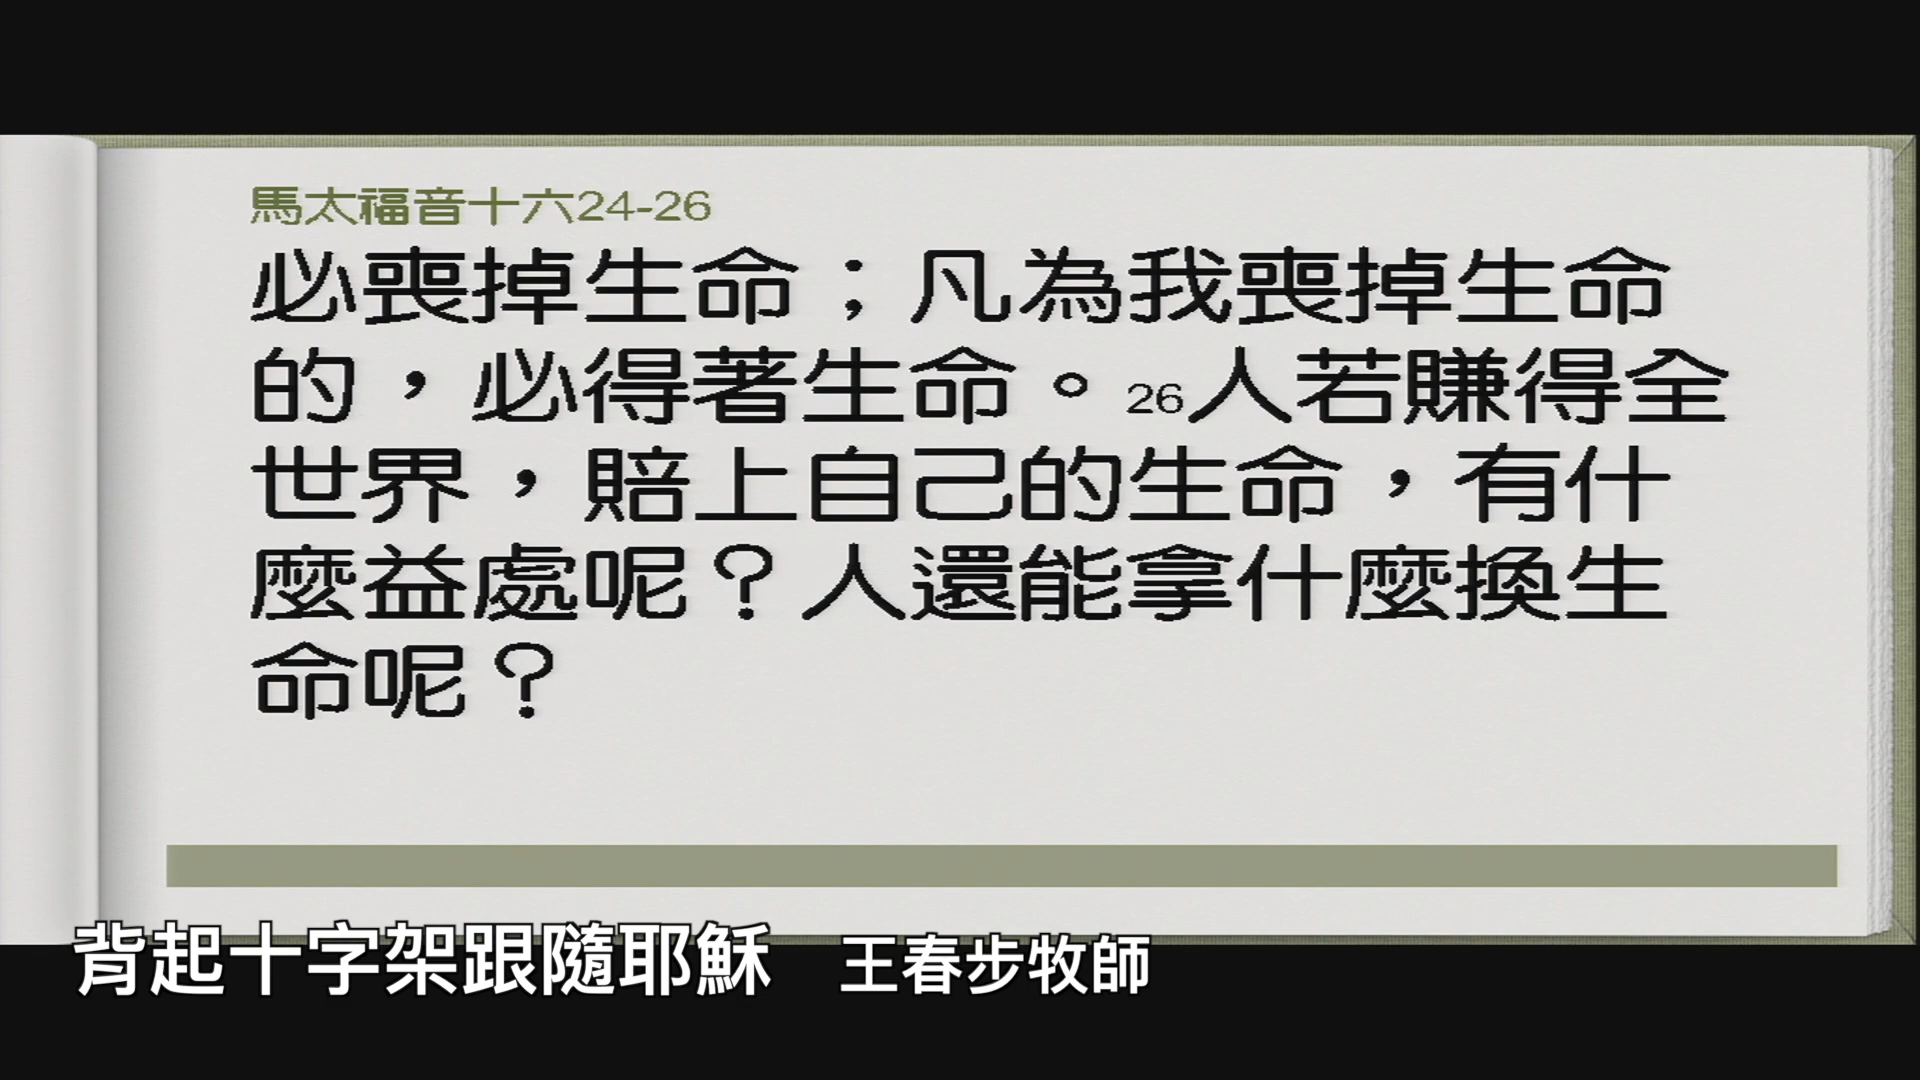 馬太福音十六24-26
必喪掉生命；凡為我喪掉生命
的，必得著生命。26人若賺得全
世界，賠上自己的生命，有什
麼益處呢？人還能拿什麼換生
命呢？
背起十字架跟隨耶穌 王春步牧師